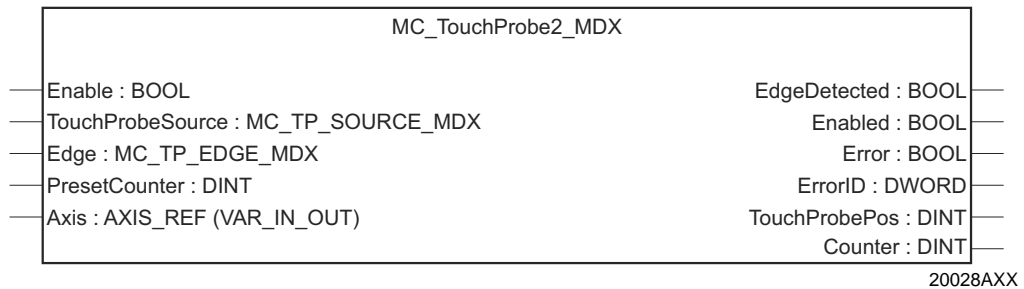 MC_TouchProbe2_MDX
Enable : BOOL
EdgeDetected : BOOL
TouchProbeSource : MC_TP_SOURCE_MDX
Enabled : BOOL
Edge : MC_TP_EDGE_MDX
Error : BOOL
PresetCounter : DINT
ErrorID : DWORD
Axis : AXIS_REF (VAR_IN_OUT)
TouchProbePos : DINT
Counter : DINT
20028AXX